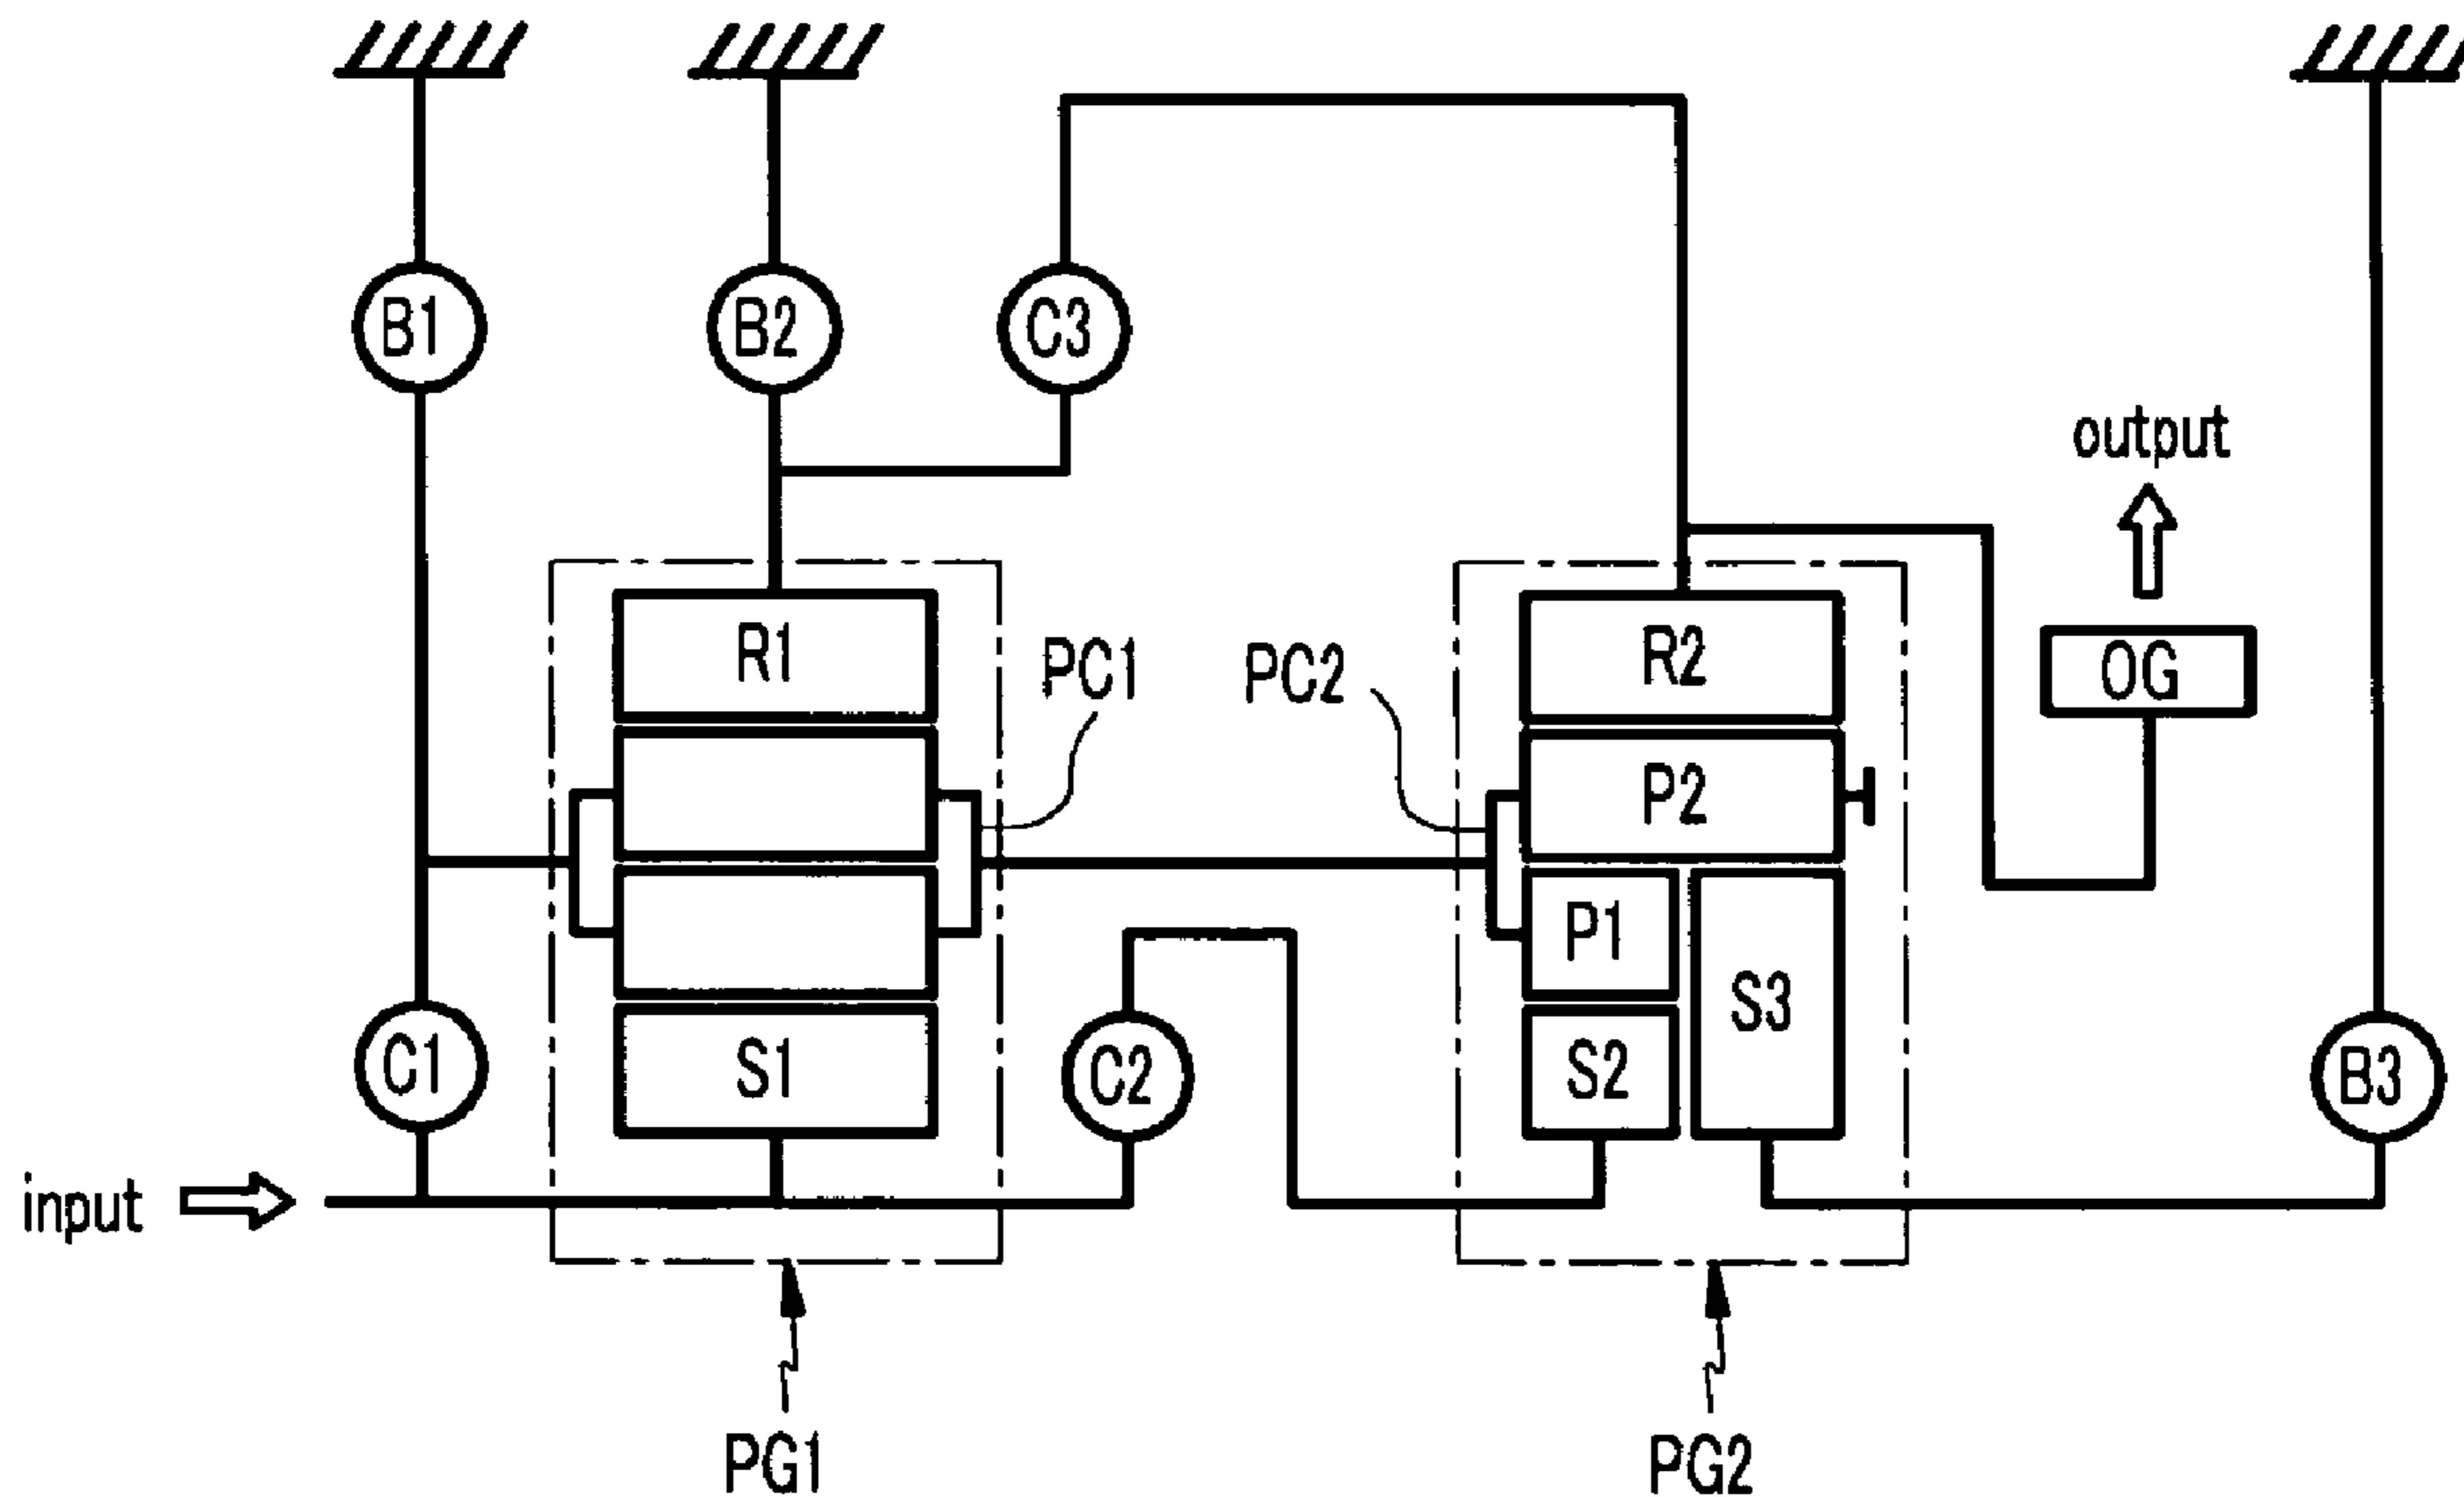 B1
B2
C3
output
R1
PC1
PC2
R2
OG
P2
P1
S3
C1
S1
C2
S2
B3
input
PG1
PG2